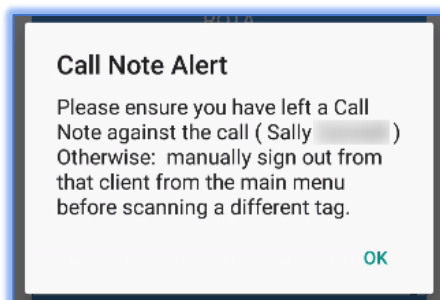 ROTA
Call Note Alert
Please ensure you have left a Call
Note against the call ( Sally )
Otherwise: manually sign out from
that client from the main menu
before scanning a different tag.
OK